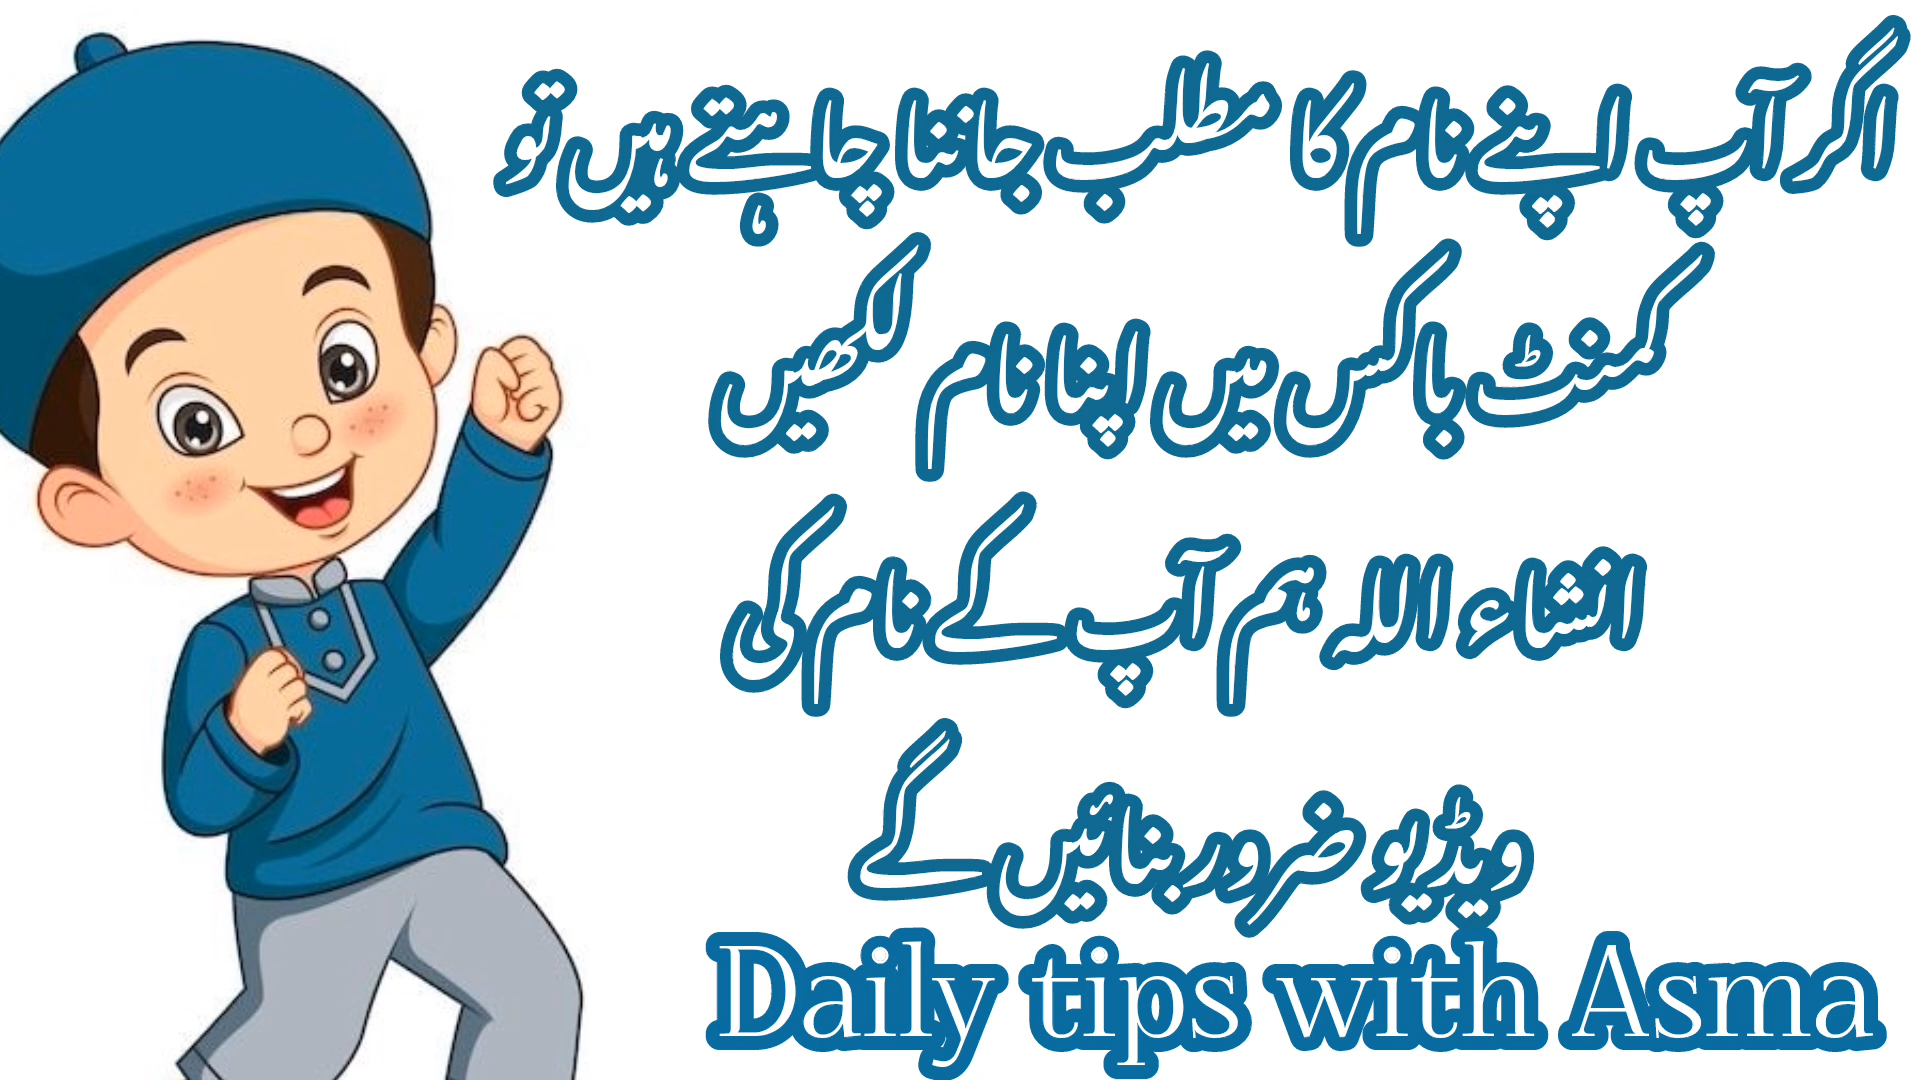 اگر آپ اپنے نام کا مطلب جاننا چاہتے ہیں تو
کمنٹ باکس میں اپنا نام لکھیں
انشاء اللہ ہم آپ کے نام کی
ویڈیو ضرور بنائیں گے
Daily tips with Asma